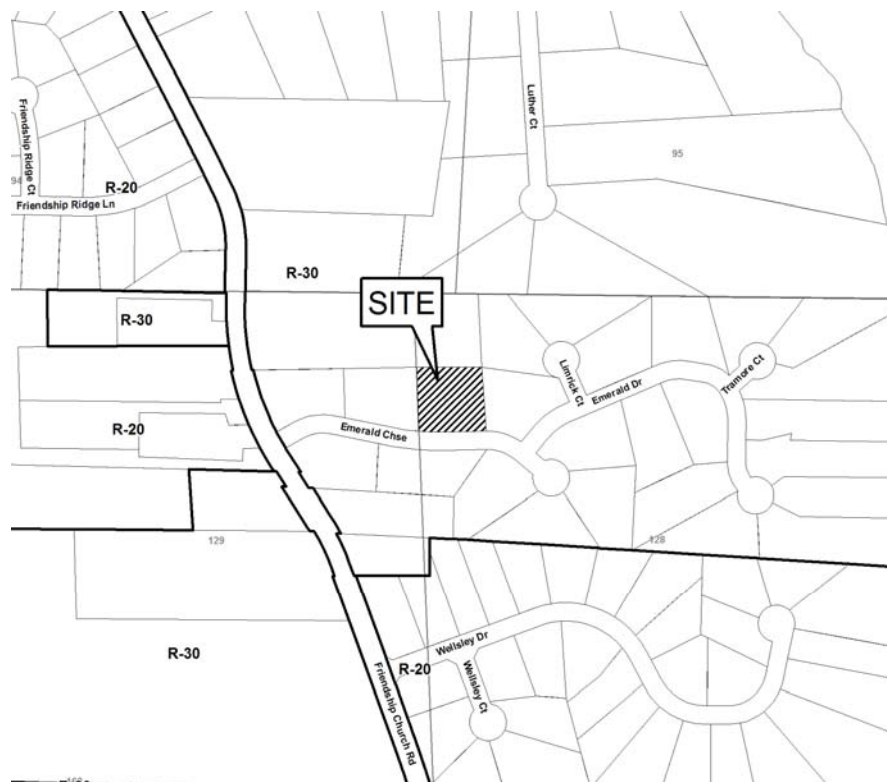 Luther Ct
Friendship Ridge Ct
95
94
R-20
Friendship Ridge Ln
R-30
SITE
R-30
Limrick Ct
Tramore Ct
Emerald Dr
R-20
Emerald Chse
129
128
R-30
Wellsley Dr
R-20
Wellsley Ct
Friendship Church Rd